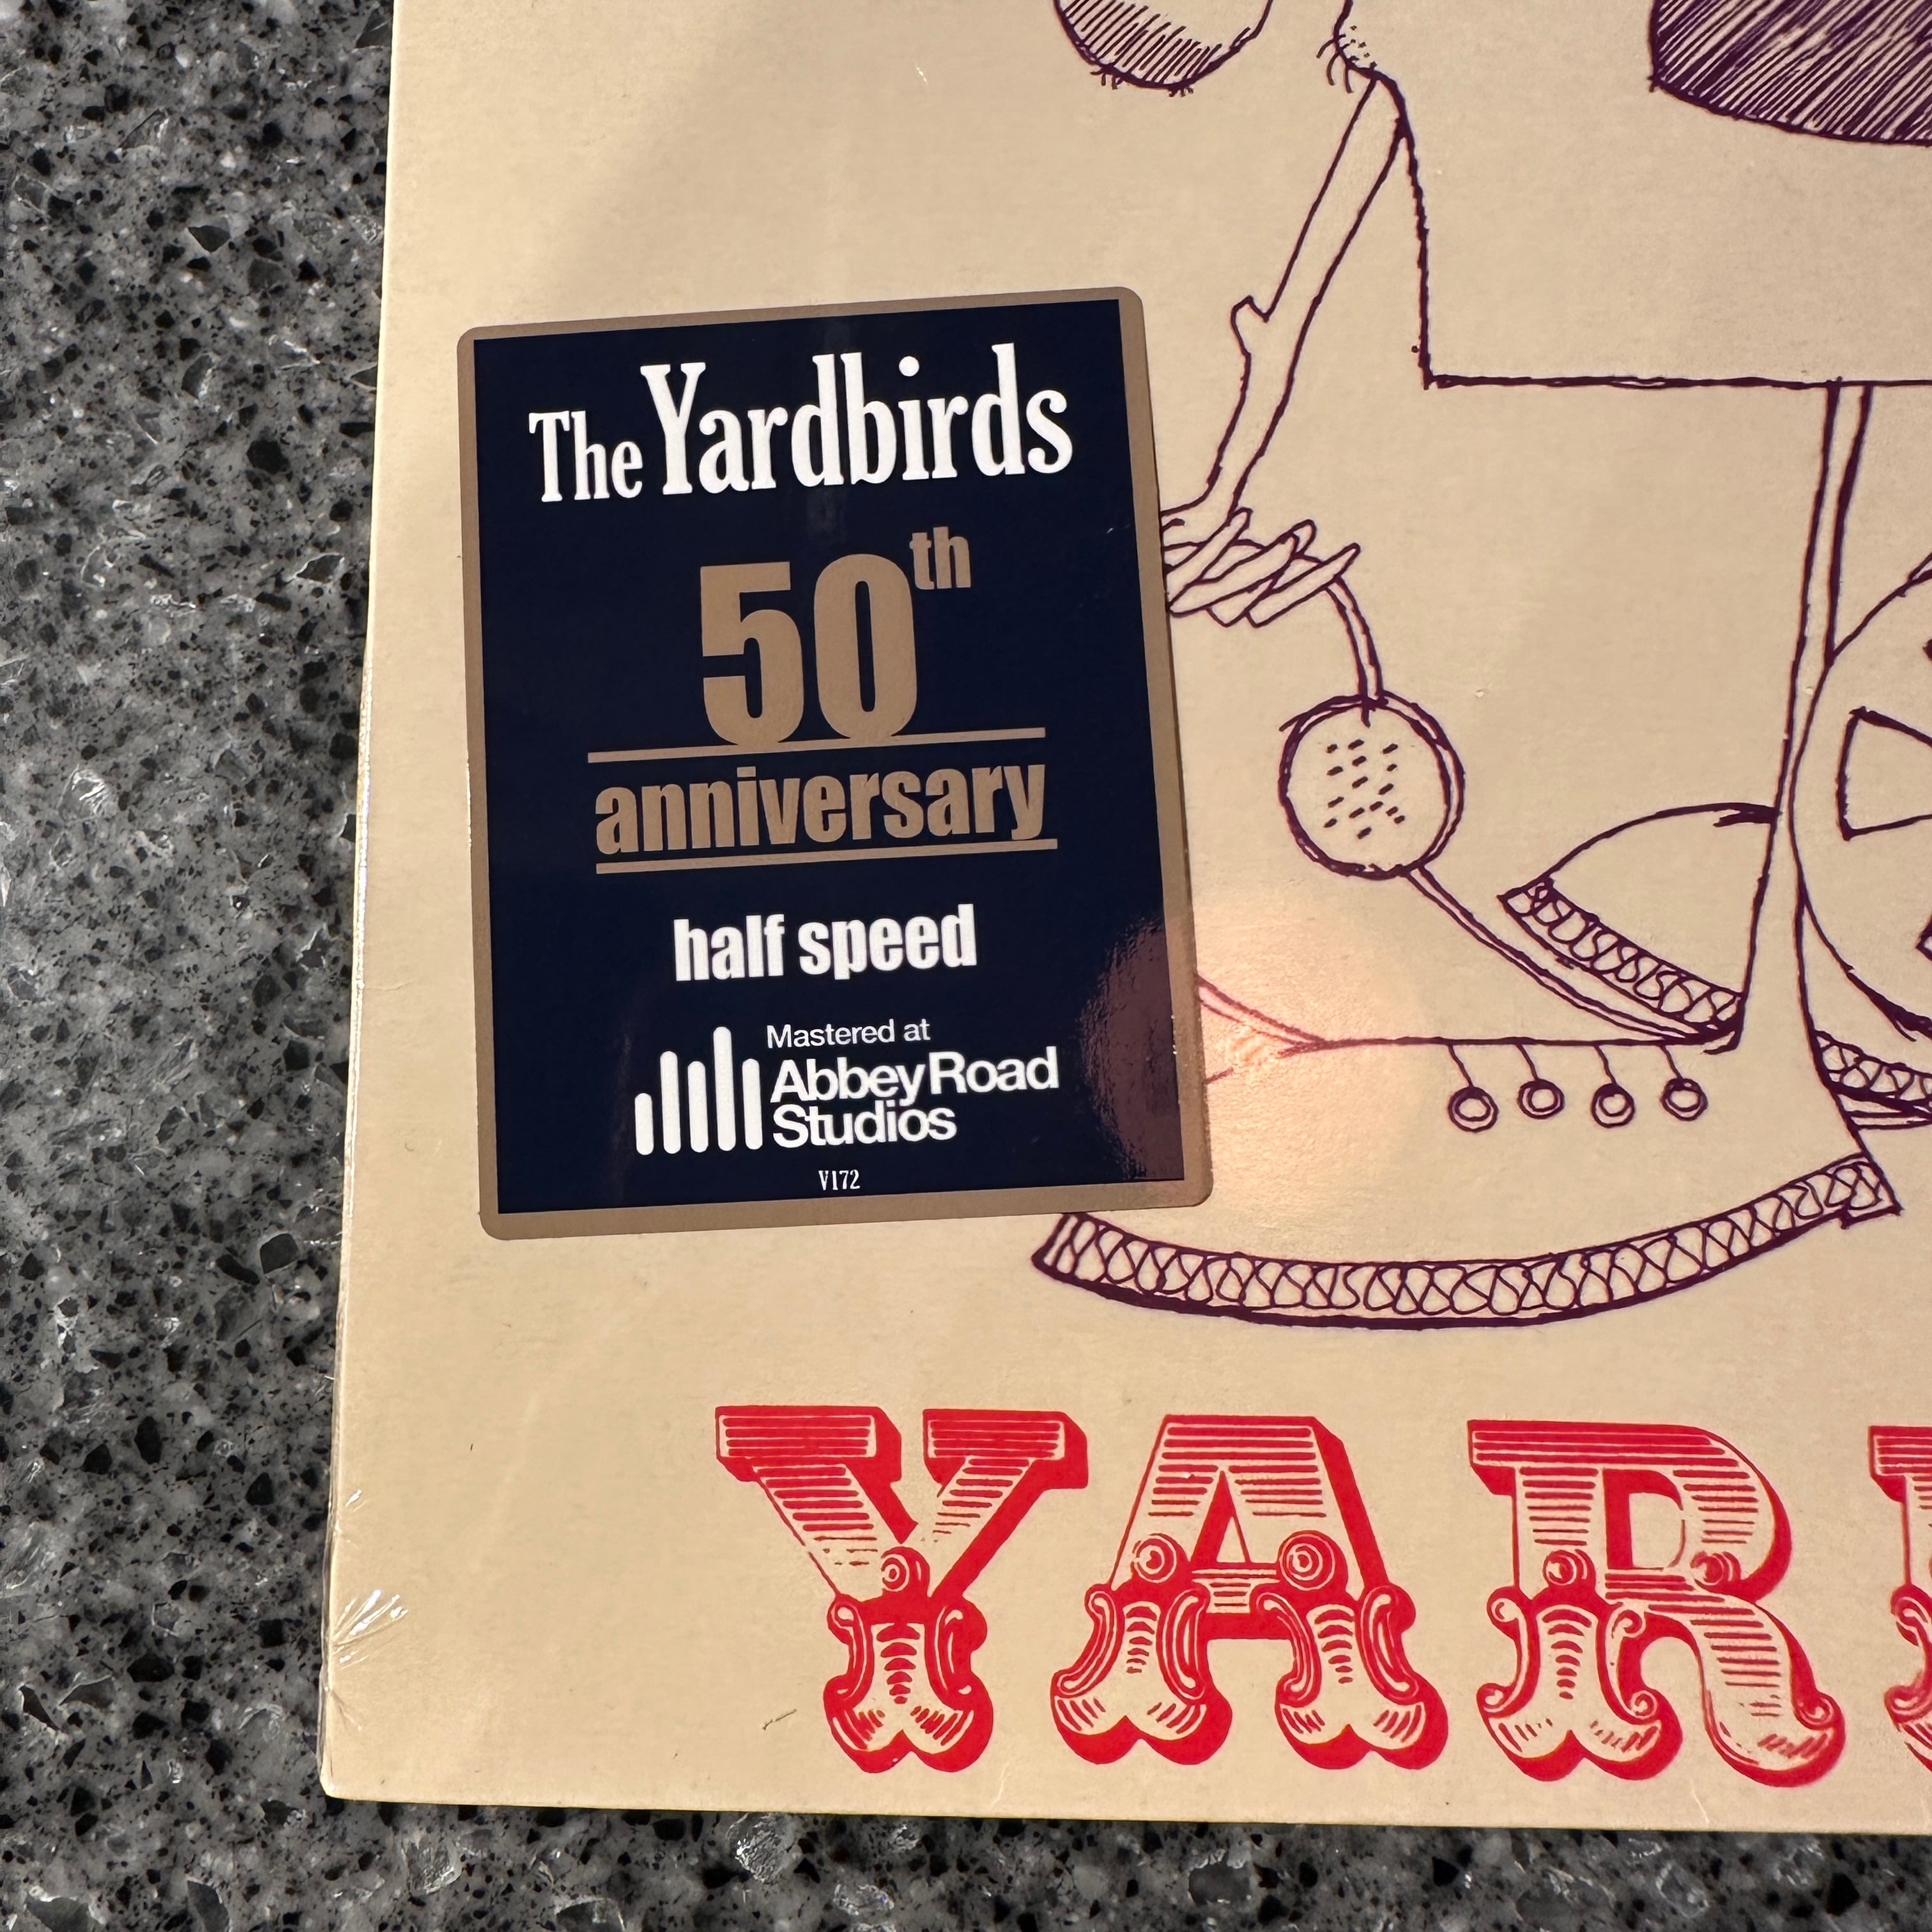 The Yardbirds
50th
anniversary
half speed
Mastered at
Abbey Road
Studios
V172
YAR